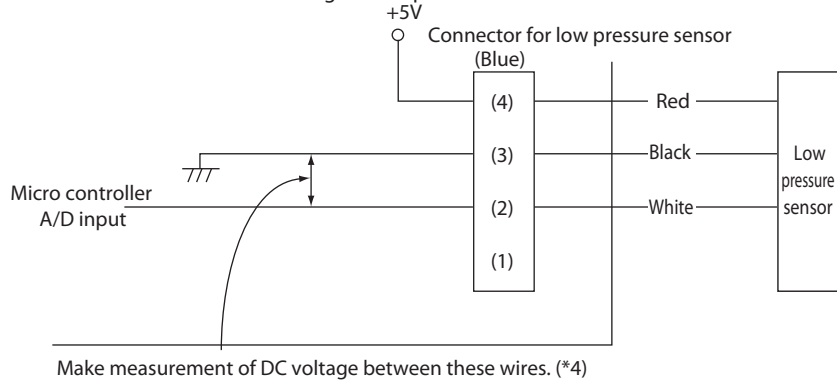 +5V
Connector for low pressure sensor
(Blue)
(4)
Red
(3)
Black
Low
pressure
sensor
Micro controller
A/D input
(2)
White
(1)
Make measurement of DC voltage between these wires. (*4)